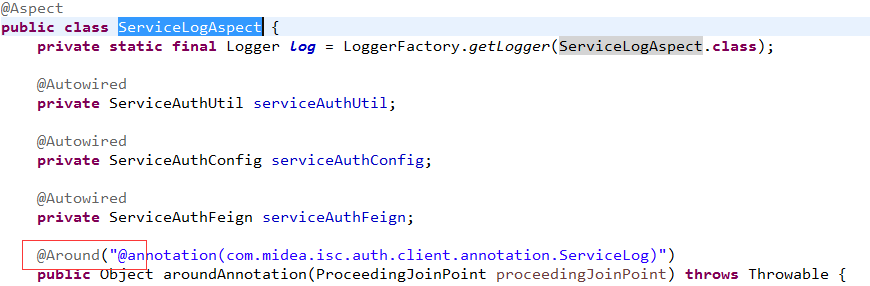 @Aspect
public class ServiceLogAspect {
private static final Logger log = LoggerFactory.getLogger(ServiceLogAspect.class);
@Autowired
private ServiceAuthUtil serviceAuthUtil;
@Autowired
private ServiceAuthConfig serviceAuthConfig;
@Autowired
private ServiceAuthFeign serviceAuthFeign;
@Around("@annotation(com.midea.isc.auth.client.annotation.ServiceLog)")
public Object aroundAnnotation(ProceedingJoinPoint proceedingJoinPoint) throws Throwable {